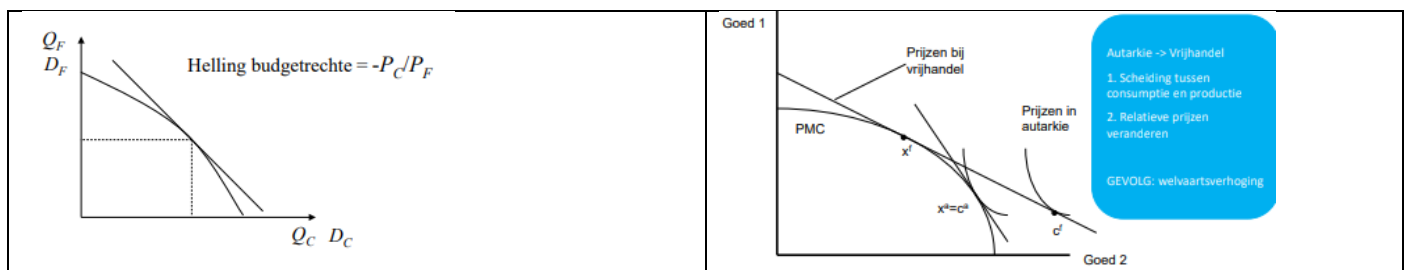 Q_F
D_F
Helling budgetrechte = -P_C/P_F
Q_C D_C
Goed 1
Prijzen bij
vrijhandel
Prijzen in
autarkie
PMC
x^f
x^a=c^a
c^f
Goed 2
Autarkie -> Vrijhandel
1. Scheiding tussen
consumptie en productie
2. Relatieve prijzen
veranderen
GEVOLG: welvaartsverhoging